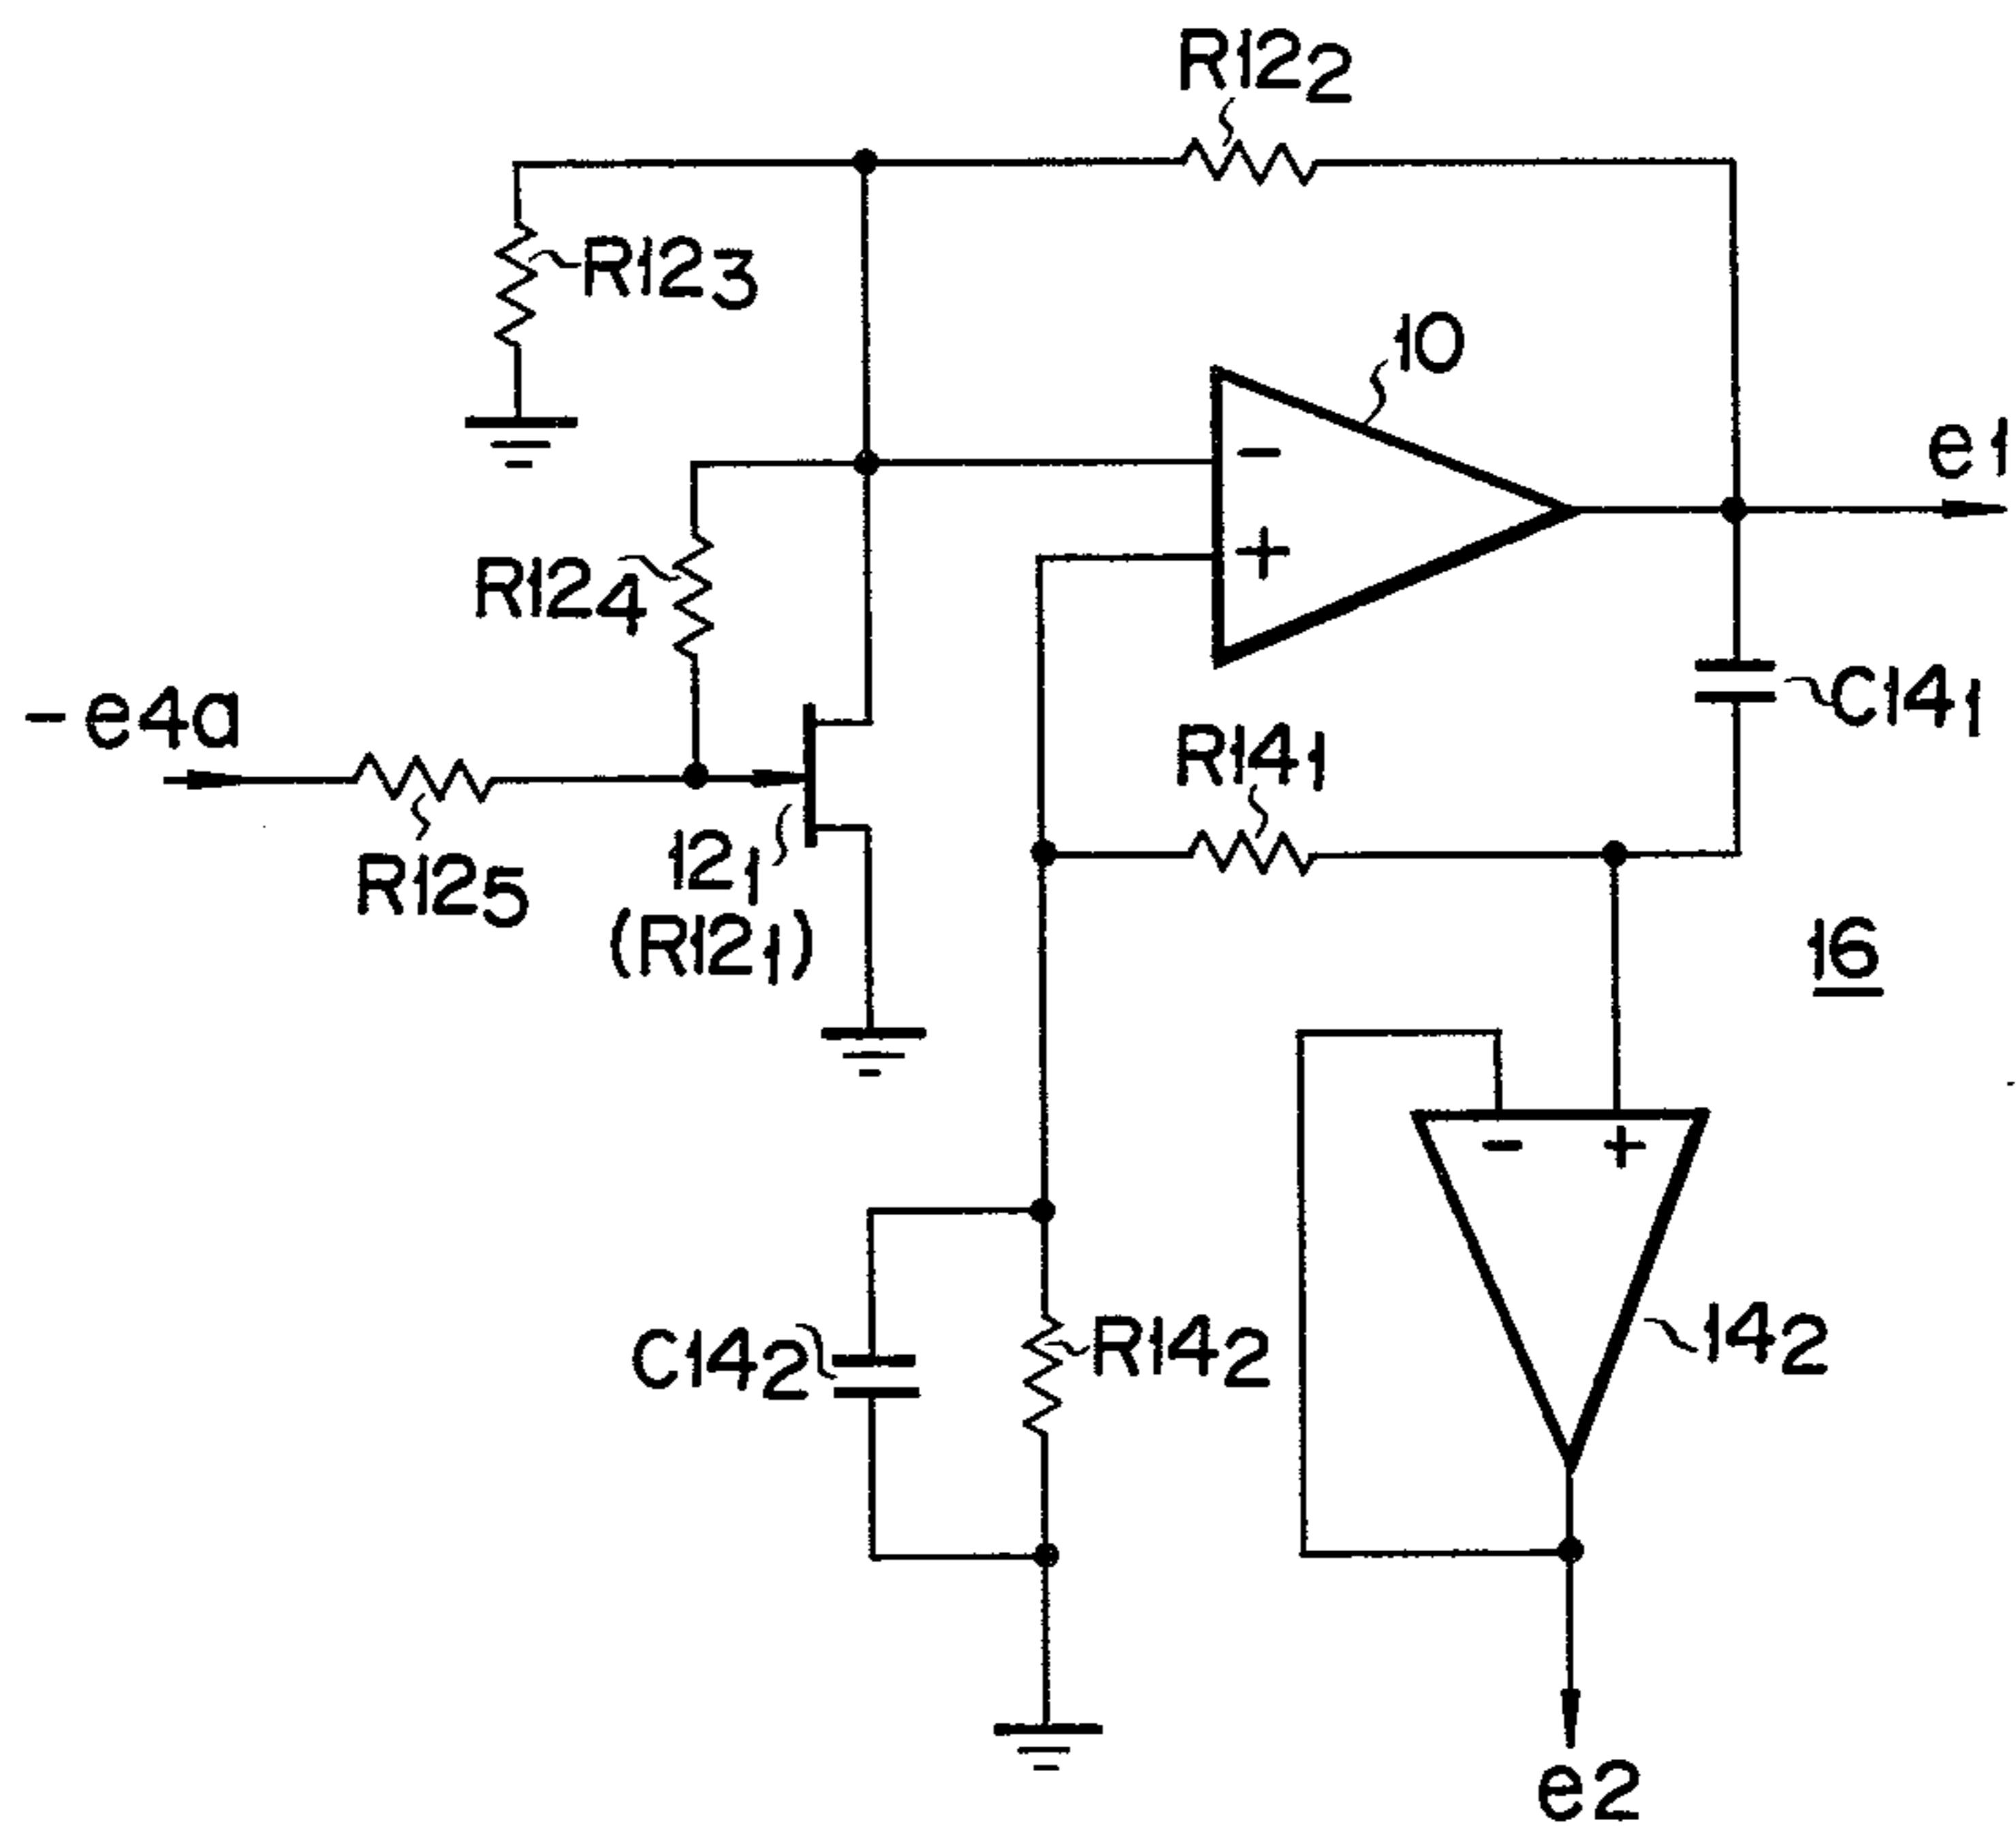 R12₂
R12₃
10
e1
R12₄
C14₁
-e4a
R14₁
R12₅
12₁
(R12₁)
16
-
+
-
+
C14₂
R14₂
14₂
e2